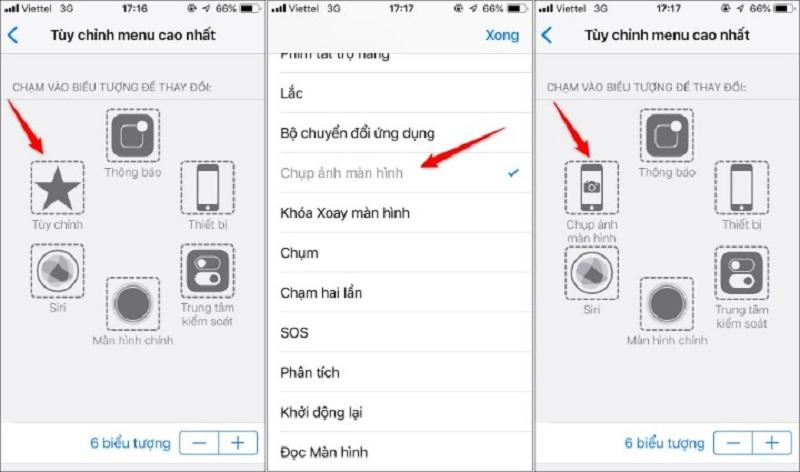 Viettel 3G 17:16 66%
Tùy chỉnh menu cao nhất
CHẠM VÀO BIỂU TƯỢNG ĐỂ THAY ĐỔI:
Thông báo
Tùy chỉnh
Thiết bị
Siri
Trung tâm
kiểm soát
Màn hình chính
6 biểu tượng
Viettel 3G 17:17 66%
Xong
Phím tắt trợ năng
Lắc
Bộ chuyển đổi ứng dụng
Chụp ảnh màn hình
Khóa Xoay màn hình
Chụm
Chạm hai lần
SOS
Phân tích
Khởi động lại
Đọc Màn hình
Viettel 3G 17:17 66%
Tùy chỉnh menu cao nhất
CHẠM VÀO BIỂU TƯỢNG ĐỂ THAY ĐỔI:
Thông báo
Chụp ảnh
màn hình
Thiết bị
Siri
Trung tâm
kiểm soát
Màn hình chính
6 biểu tượng